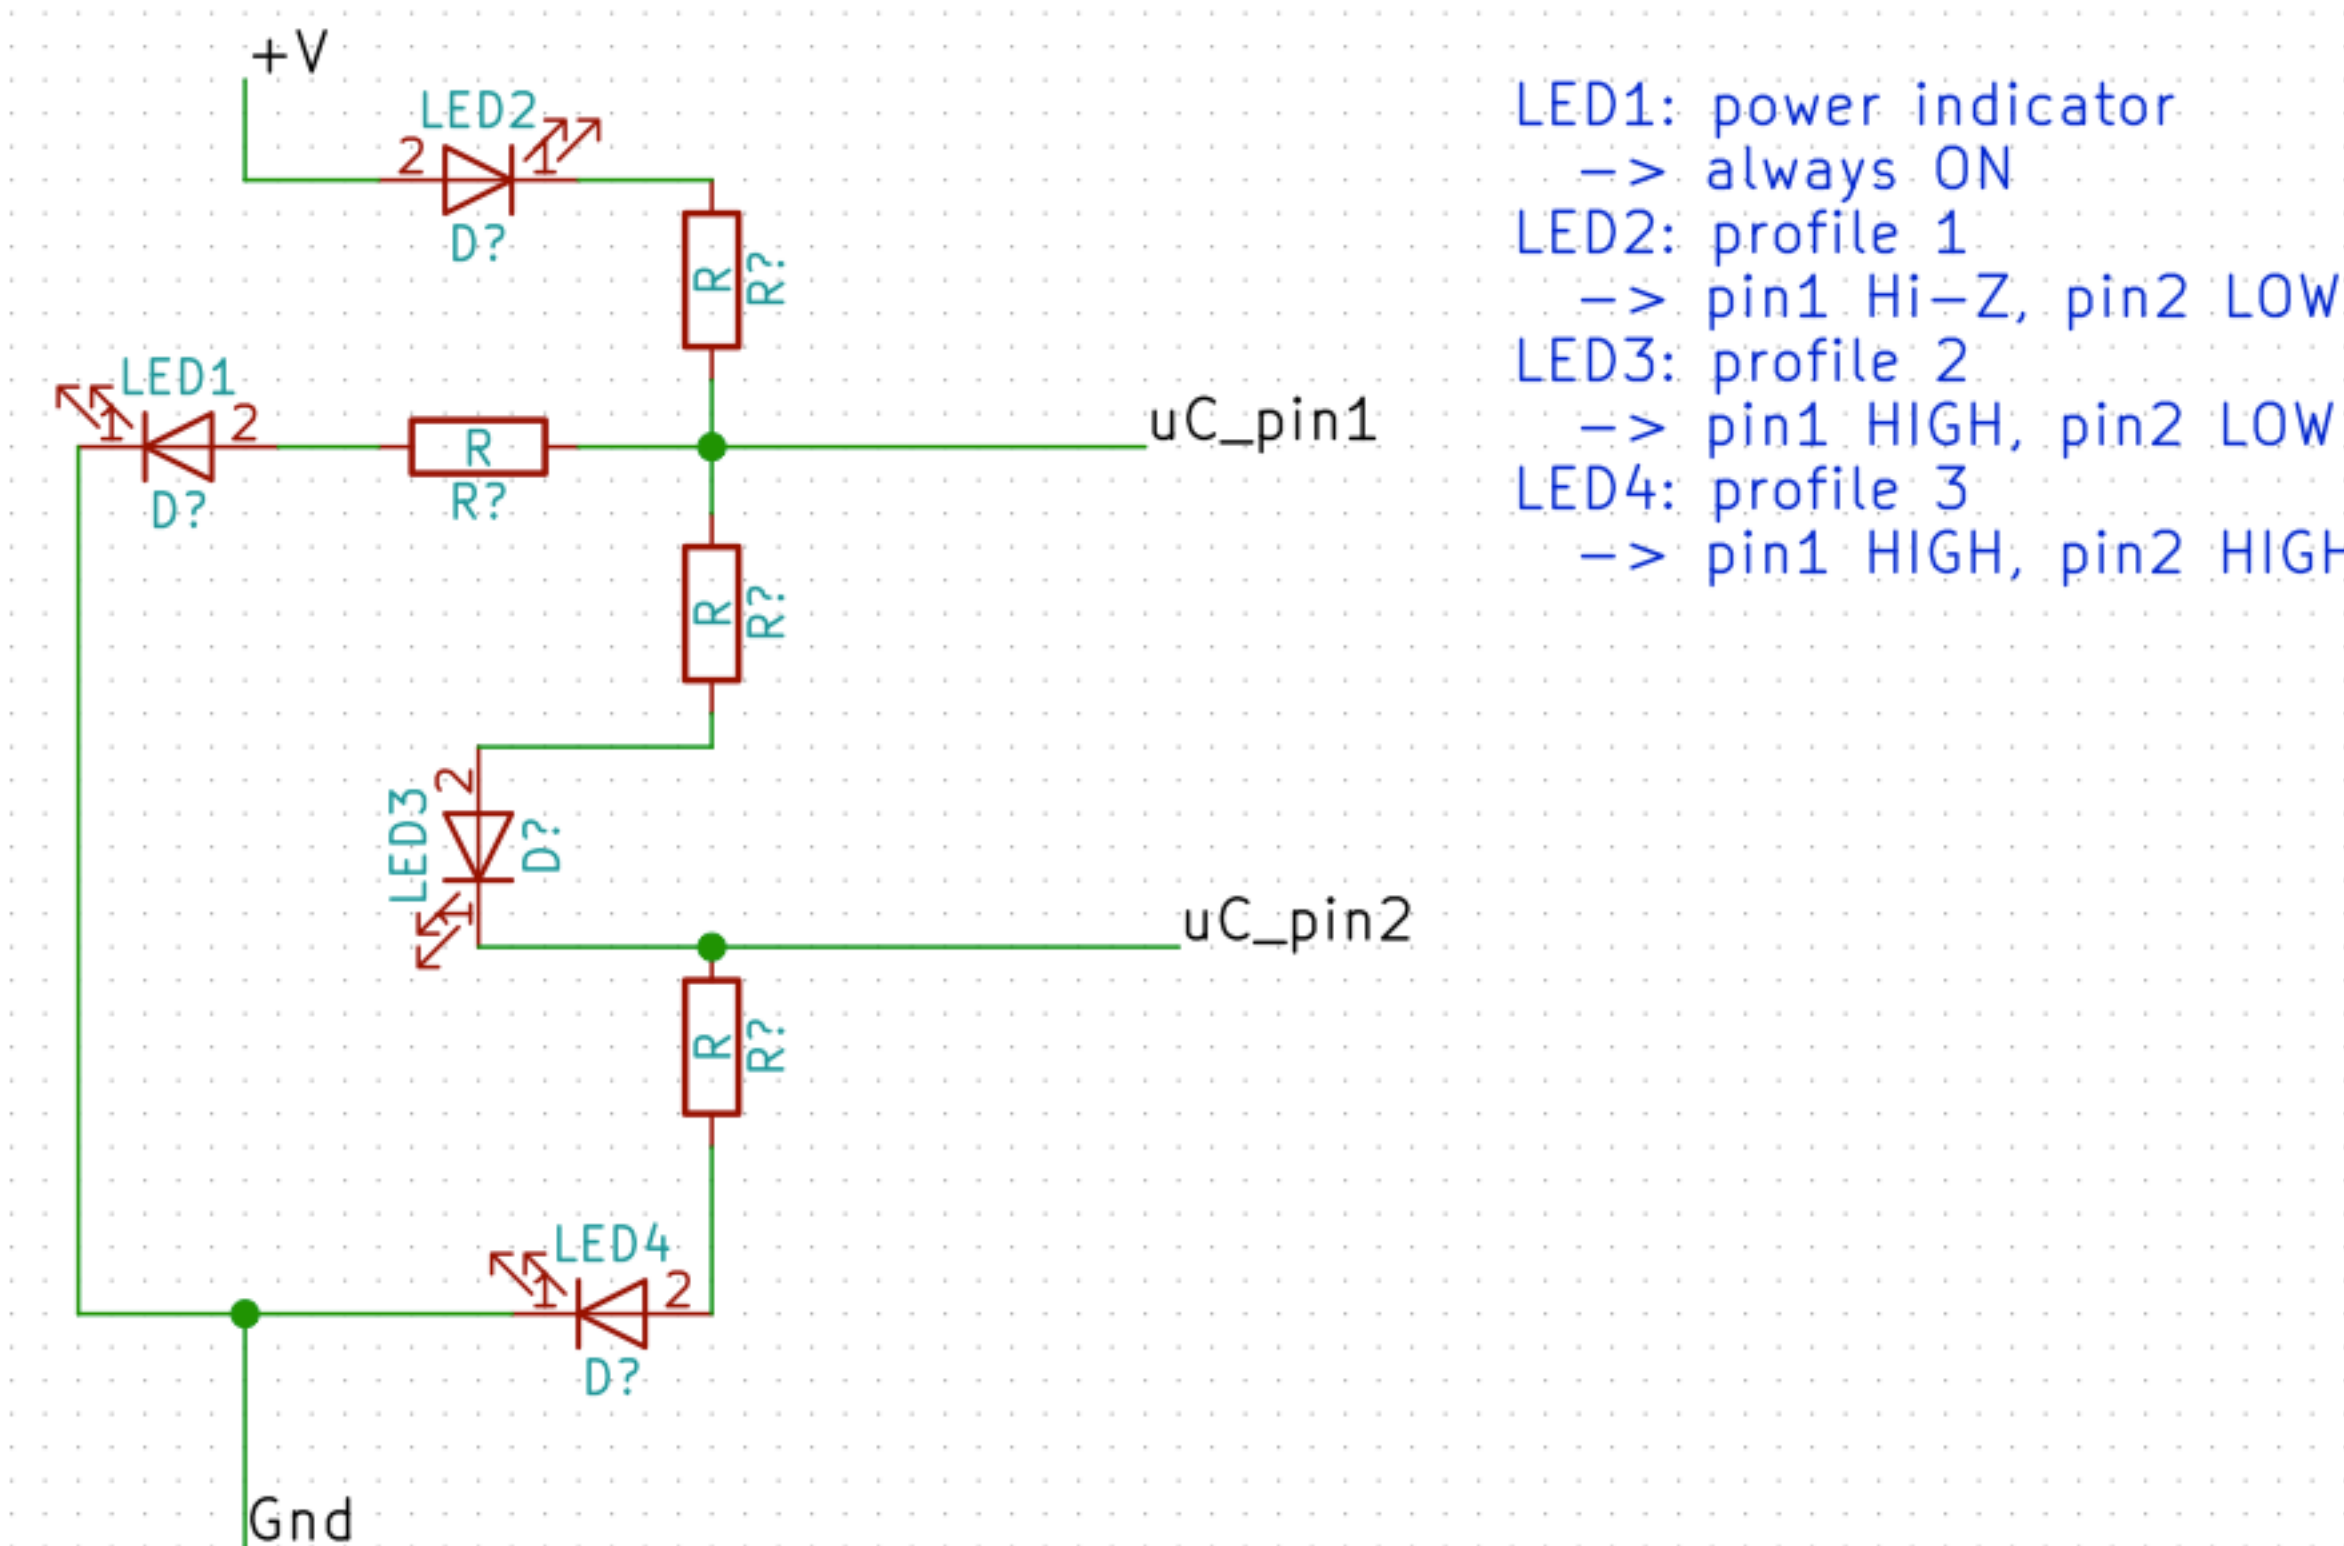 +V
LED2
2
1
D?
R
R?
LED1
1
2
D?
R
R?
uC_pin1
R
R?
2
LED3
D?
1
uC_pin2
R
R?
LED4
1
2
D?
Gnd
LED1: power indicator
-> always ON
LED2: profile 1
-> pin1 Hi-Z, pin2 LOW
LED3: profile 2
-> pin1 HIGH, pin2 LOW
LED4: profile 3
-> pin1 HIGH, pin2 HIGH